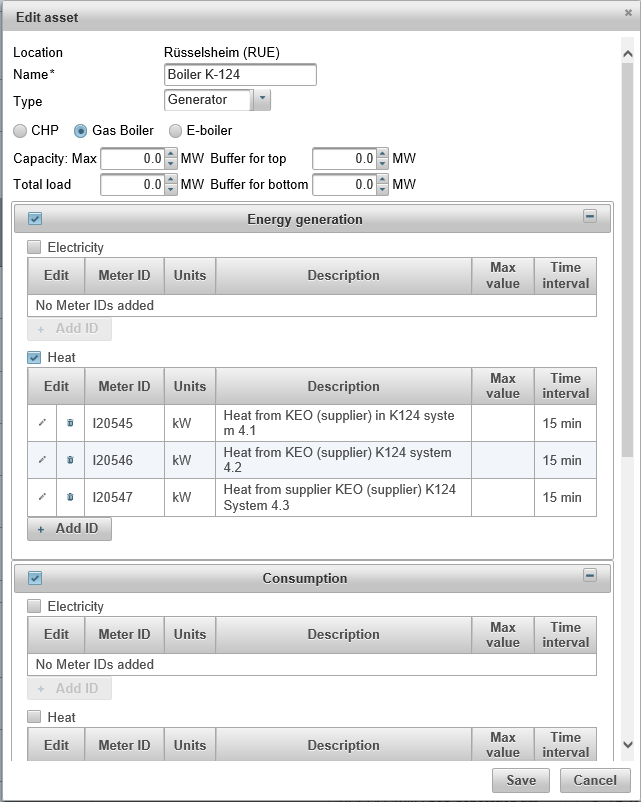 Edit asset
Location Rüsselsheim (RUE)
Name* Boiler K-124
Type Generator
CHP Gas Boiler E-boiler
Capacity: Max 0.0 MW Buffer for top 0.0 MW
Total load 0.0 MW Buffer for bottom 0.0 MW
Energy generation
Electricity
Edit Meter ID Units Description Max value Time interval
No Meter IDs added
+ Add ID
Heat
Edit Meter ID Units Description Max value Time interval
I20545 kW Heat from KEO (supplier) in K124 syste
m 4.1 15 min
I20546 kW Heat from KEO (supplier) K124 system
4.2 15 min
I20547 kW Heat from supplier KEO (supplier) K124
System 4.3 15 min
+ Add ID
Consumption
Electricity
Edit Meter ID Units Description Max value Time interval
No Meter IDs added
+ Add ID
Heat
Edit Meter ID Units Description Max value Time interval
Save Cancel